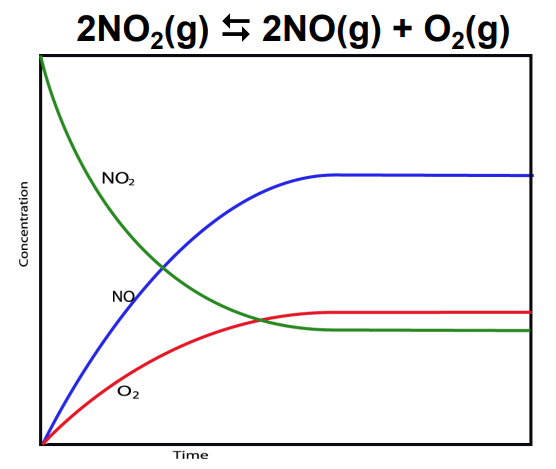 2NO₂(g) ⇆ 2NO(g) + O₂(g)
Concentration
NO₂
NO
O₂
Time